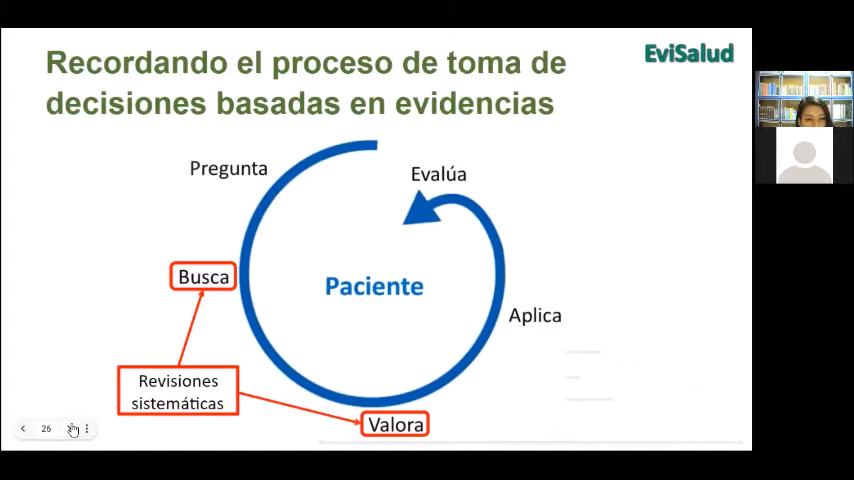 Recordando el proceso de toma de
decisiones basadas en evidencias
EviSalud
Pregunta
Evalúa
Busca
Paciente
Aplica
Revisiones
sistemáticas
Valora
26